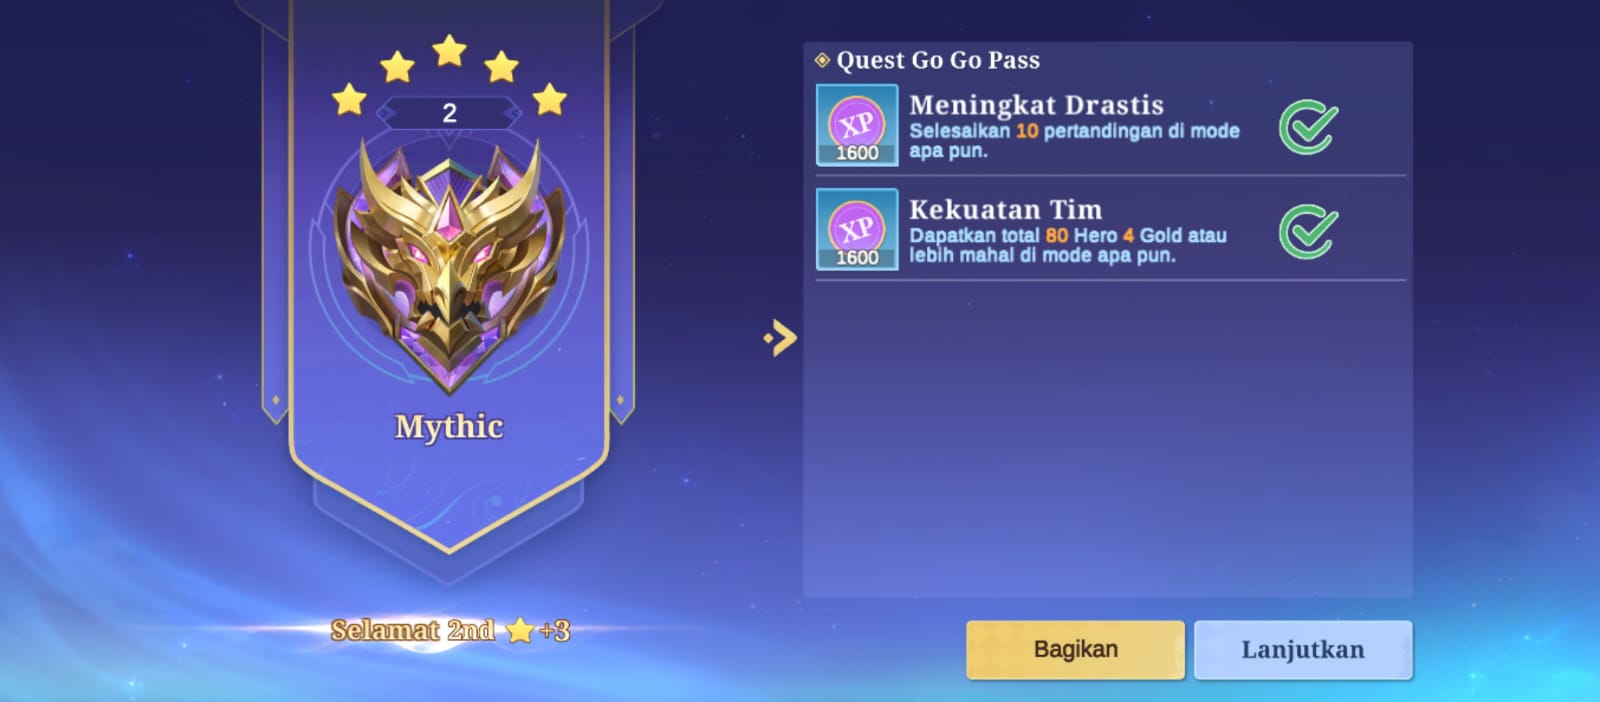 2
Mythic
Selamat 2nd +3
Quest Go Go Pass
XP
1600
Meningkat Drastis
Selesaikan 10 pertandingan di mode
apa pun.
XP
1600
Kekuatan Tim
Dapatkan total 80 Hero 4 Gold atau
lebih mahal di mode apa pun.
Bagikan
Lanjutkan